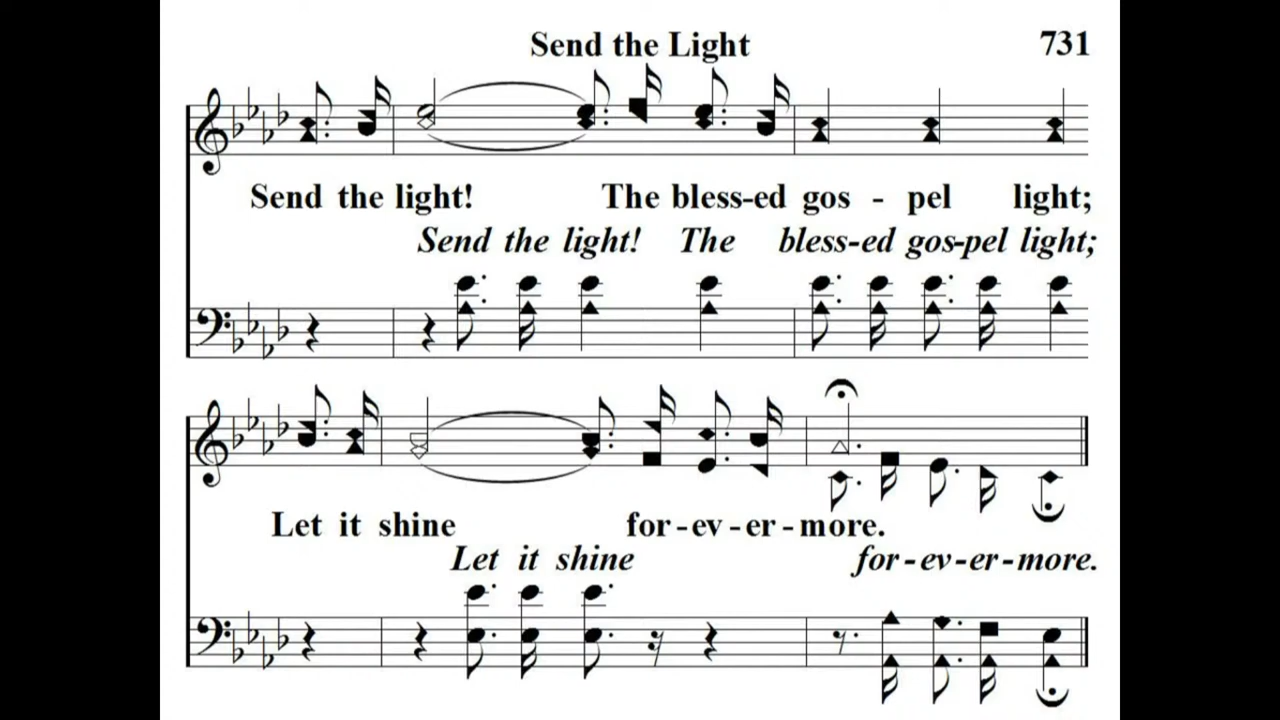 Send the Light 731
Send the light! The bless-ed gos - pel light;
Send the light! The bless-ed gos-pel light;
Let it shine for-ev-er-more.
Let it shine for-ev-er-more.